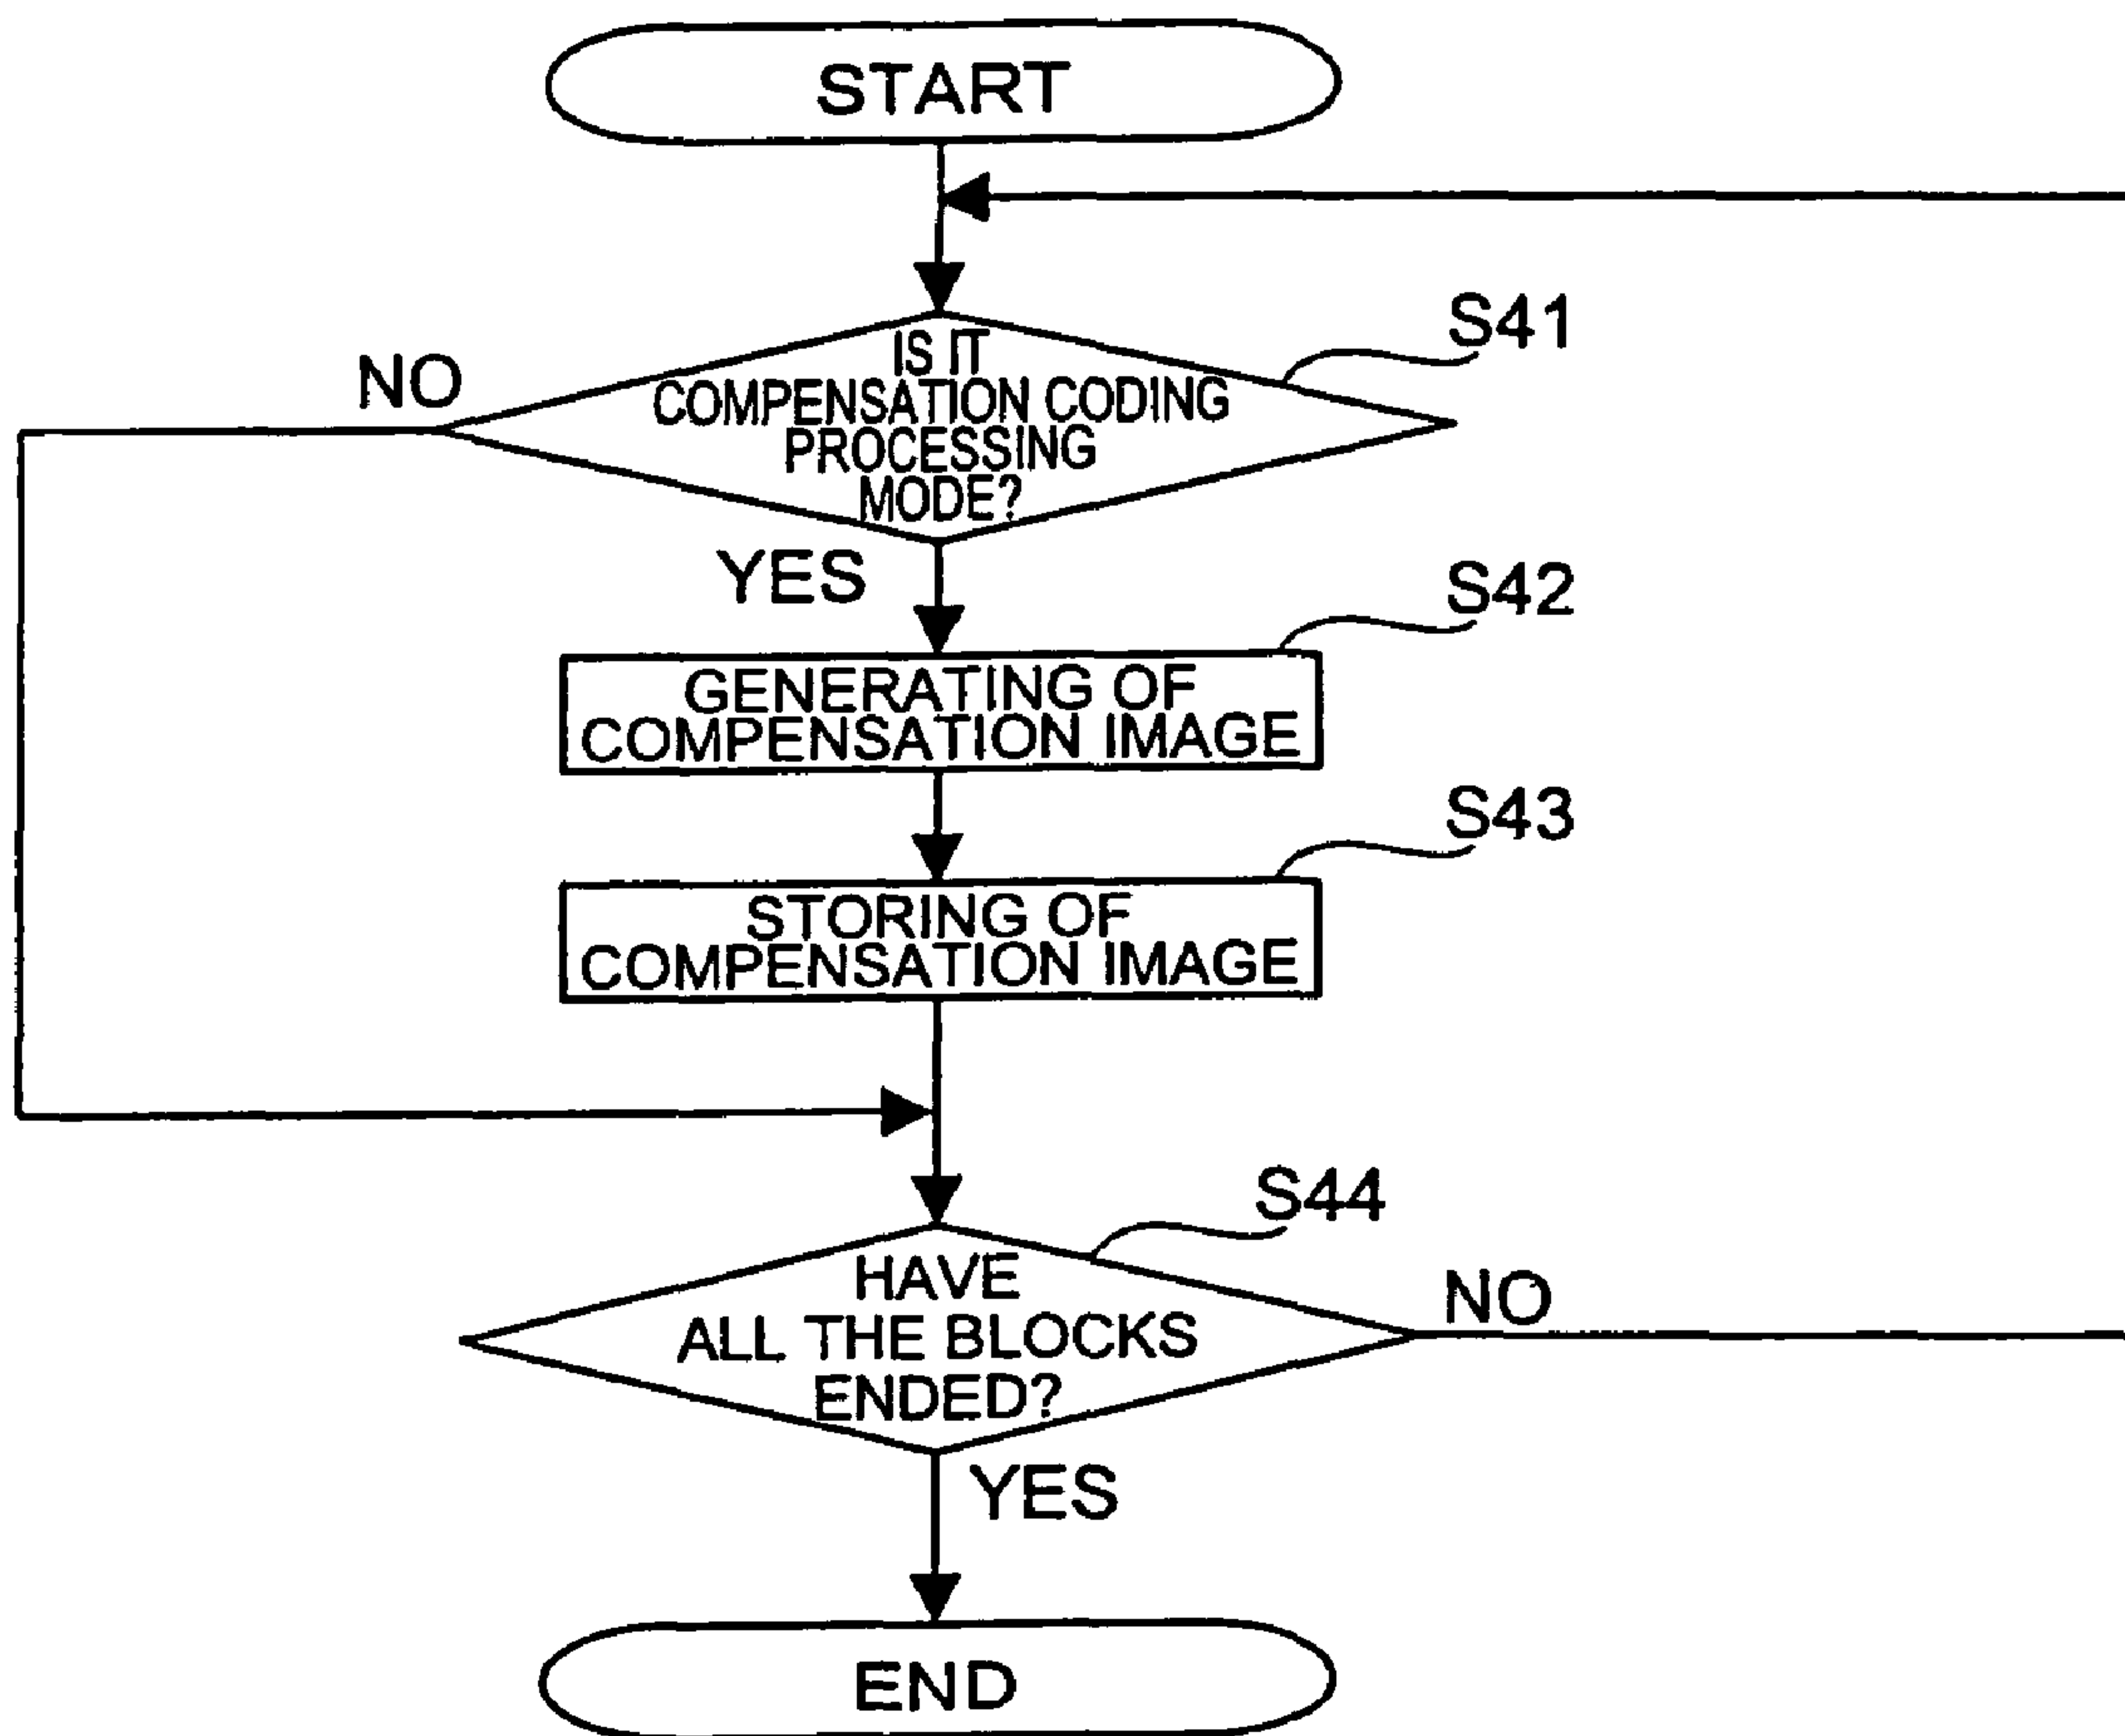 START
S41
NO
IS IT
COMPENSATION CODING
PROCESSING
MODE?
YES
S42
GENERATING OF
COMPENSATION IMAGE
S43
STORING OF
COMPENSATION IMAGE
S44
HAVE
ALL THE BLOCKS
ENDED?
NO
YES
END